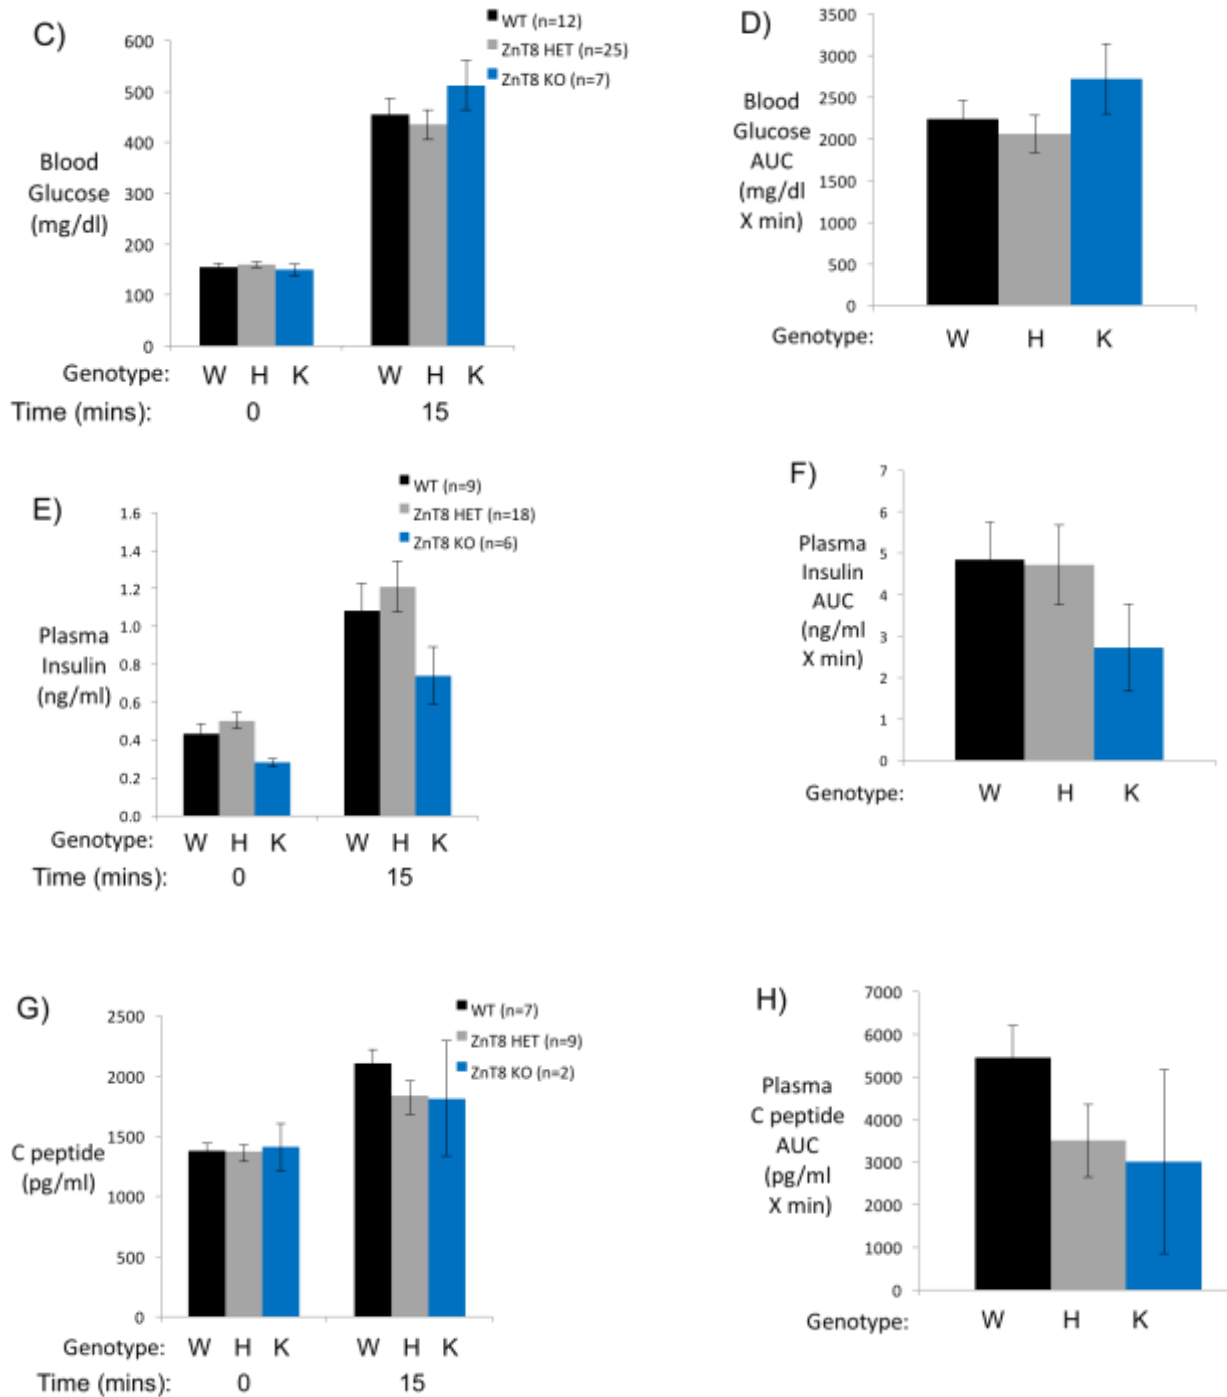 C)
WT (n=12)
ZnT8 HET (n=25)
ZnT8 KO (n=7)
600
500
400
300
200
100
0
Blood
Glucose
(mg/dl)
Genotype: W H K W H K
Time (mins): 0 15
D)
3500
3000
2500
2000
1500
1000
500
0
Blood
Glucose
AUC
(mg/dl
X min)
Genotype: W H K
E)
WT (n=9)
ZnT8 HET (n=18)
ZnT8 KO (n=6)
1.6
1.4
1.2
1.0
0.8
0.6
0.4
0.2
0.0
Plasma
Insulin
(ng/ml)
Genotype: W H K W H K
Time (mins): 0 15
F)
7
6
5
4
3
2
1
0
Plasma
Insulin
AUC
(ng/ml
X min)
Genotype: W H K
G)
WT (n=7)
ZnT8 HET (n=9)
ZnT8 KO (n=2)
2500
2000
1500
1000
500
0
C peptide
(pg/ml)
Genotype: W H K W H K
Time (mins): 0 15
H)
7000
6000
5000
4000
3000
2000
1000
0
Plasma
C peptide
AUC
(pg/ml
X min)
Genotype: W H K